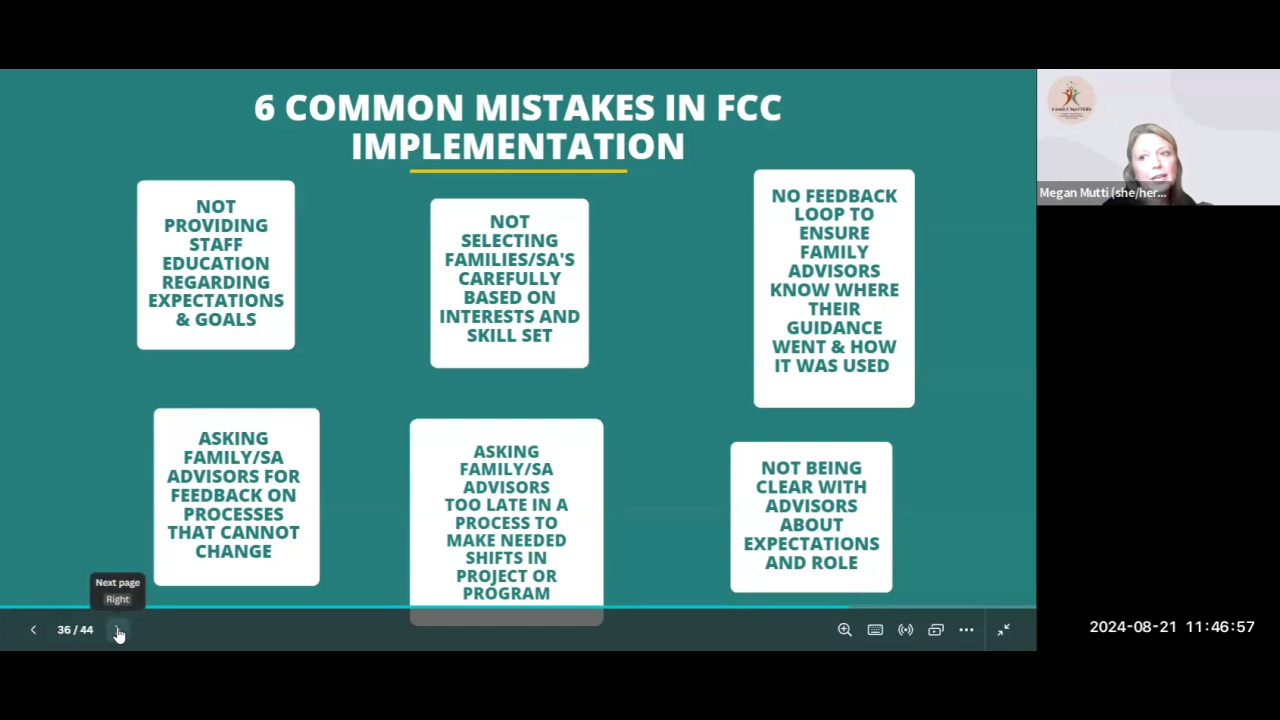 6 COMMON MISTAKES IN FCC
IMPLEMENTATION
NOT
PROVIDING
STAFF
EDUCATION
REGARDING
EXPECTATIONS
& GOALS
NOT
SELECTING
FAMILIES/SA'S
CAREFULLY
BASED ON
INTERESTS AND
SKILL SET
NO FEEDBACK
LOOP TO
ENSURE
FAMILY
ADVISORS
KNOW WHERE
THEIR
GUIDANCE
WENT & HOW
IT WAS USED
ASKING
FAMILY/SA
ADVISORS FOR
FEEDBACK ON
PROCESSES
THAT CANNOT
CHANGE
ASKING
FAMILY/SA
ADVISORS
TOO LATE IN A
PROCESS TO
MAKE NEEDED
SHIFTS IN
PROJECT OR
PROGRAM
NOT BEING
CLEAR WITH
ADVISORS
ABOUT
EXPECTATIONS
AND ROLE
Next page
Right
36 / 44
FAMILY MATTERS
Megan Mutti (she/her...
2024-08-21 11:46:57